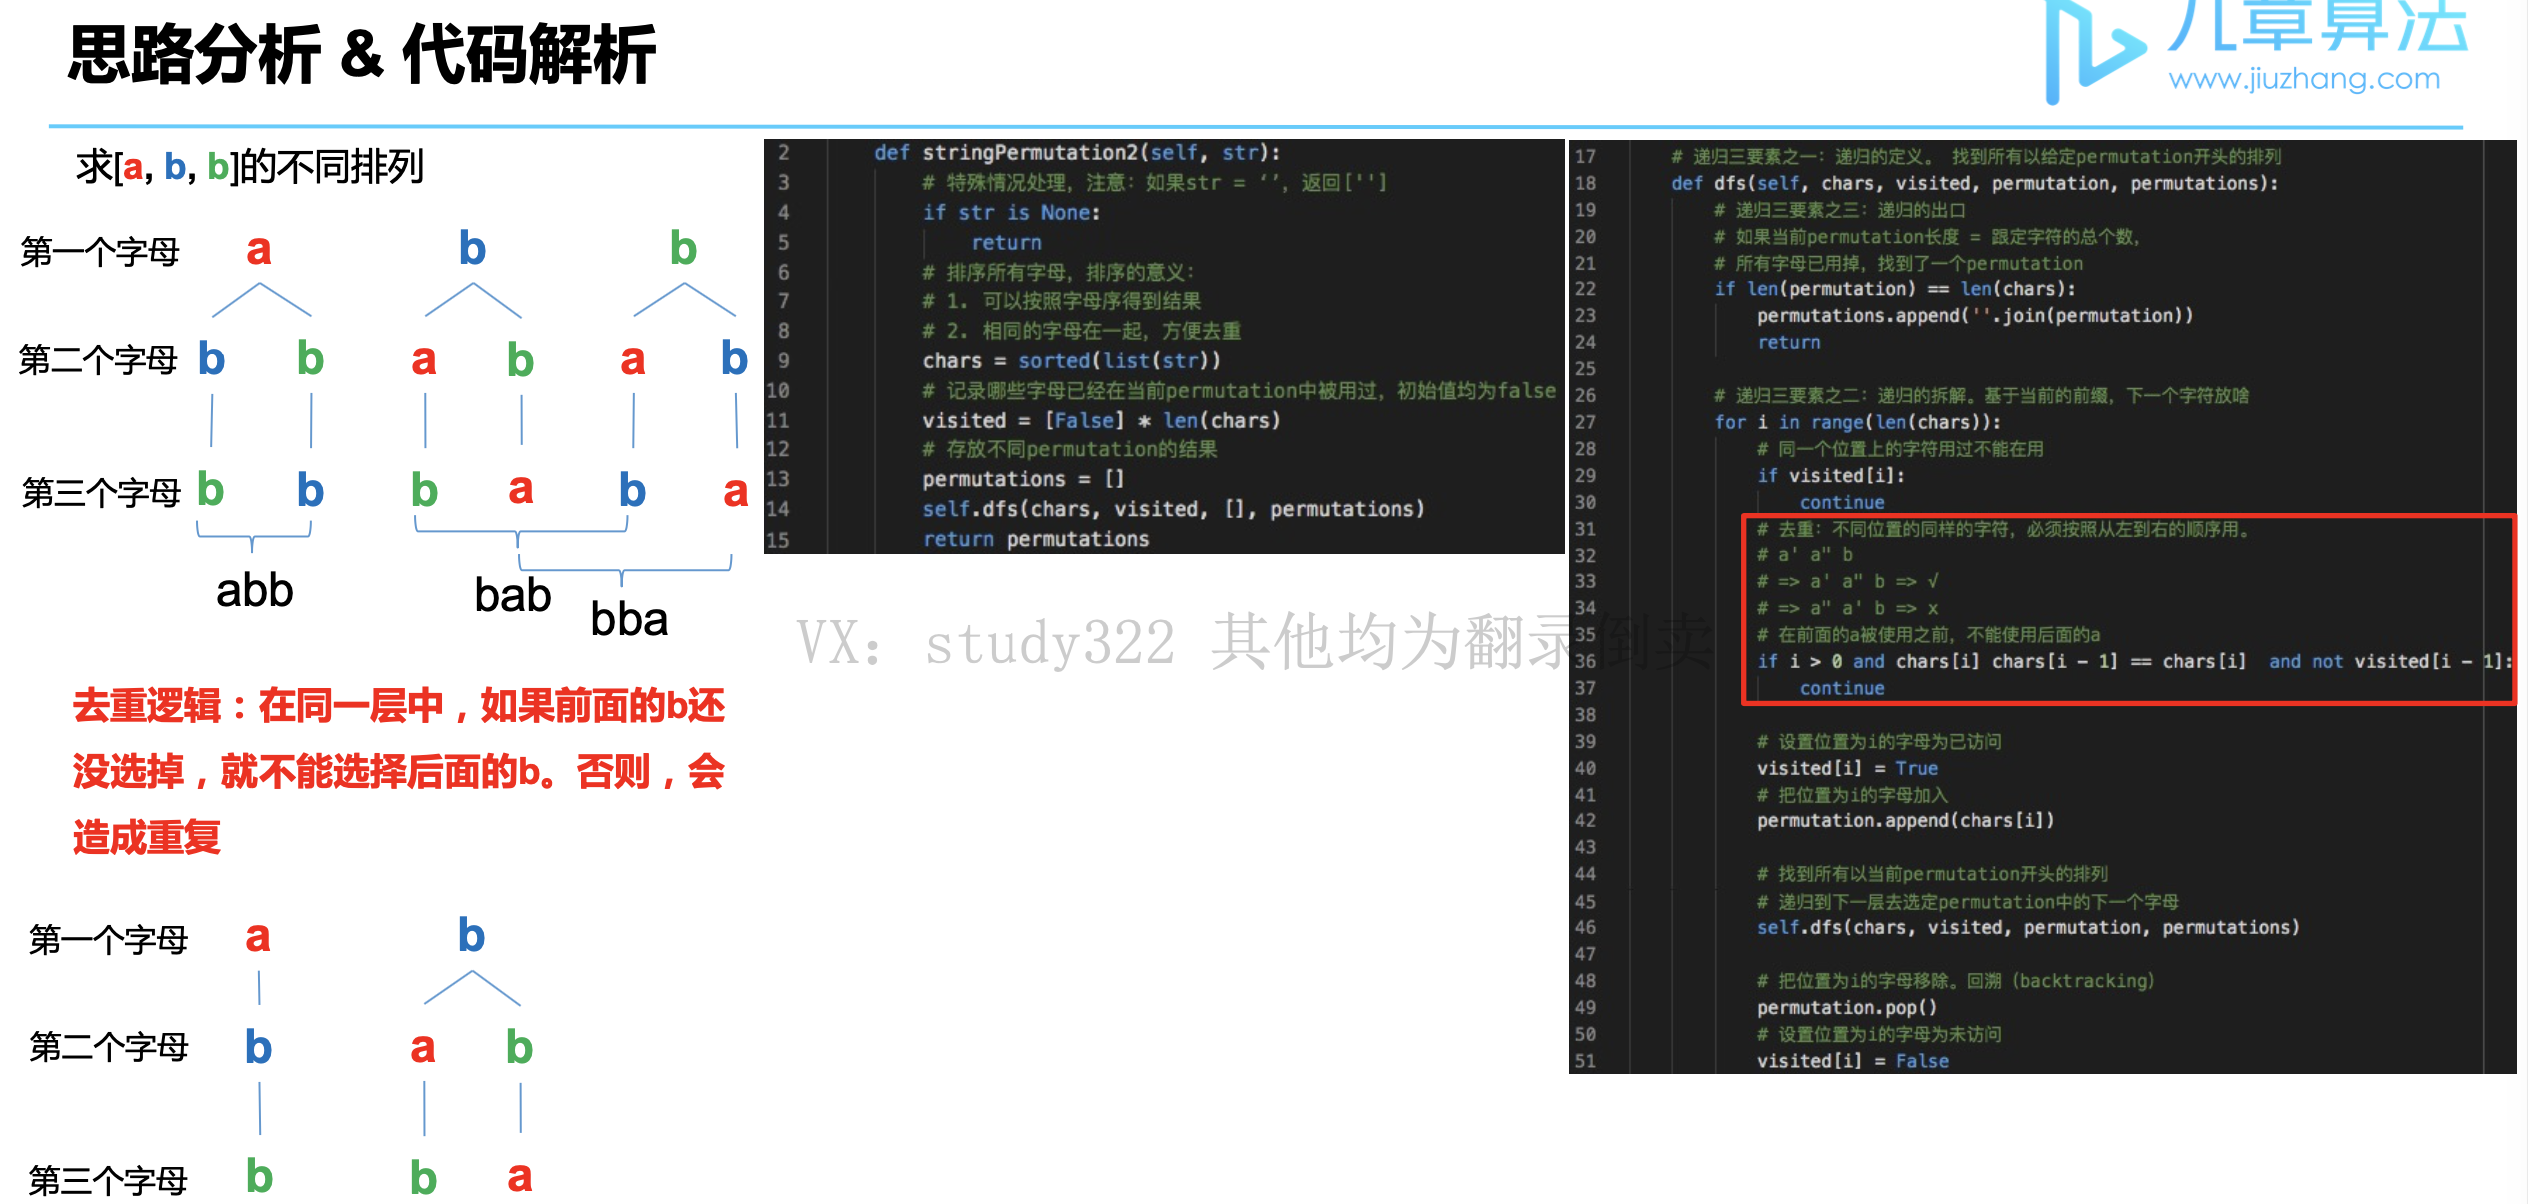 思路分析 & 代码解析
九章算法
www.jiuzhang.com
求[a, b, b]的不同排列
第一个字母 a b b
第二个字母 b b a b a b
第三个字母 b b b a b a
abb
bab
bba
去重逻辑：在同一层中，如果前面的b还
没选掉，就不能选择后面的b。否则，会
造成重复
第一个字母 a b
第二个字母 b a b
第三个字母 b b a
2 def stringPermutation2(self, str):
3 # 特殊情况处理，注意：如果str = ‘’，返回['']
4 if str is None:
5 return
6 # 排序所有字母，排序的意义：
7 # 1. 可以按照字母序得到结果
8 # 2. 相同的字母在一起，方便去重
9 chars = sorted(list(str))
10 # 记录哪些字母已经在当前permutation中被用过，初始值均为false
11 visited = [False] * len(chars)
12 # 存放不同permutation的结果
13 permutations = []
14 self.dfs(chars, visited, [], permutations)
15 return permutations
VX：study322 其他均为翻录倒卖
17 # 递归三要素之一：递归的定义。 找到所有以给定permutation开头的排列
18 def dfs(self, chars, visited, permutation, permutations):
19 # 递归三要素之三：递归的出口
20 # 如果当前permutation长度 = 跟定字符的总个数，
21 # 所有字母已用掉，找到了一个permutation
22 if len(permutation) == len(chars):
23 permutations.append(''.join(permutation))
24 return
25
26 # 递归三要素之二：递归的拆解。基于当前的前缀，下一个字符放啥
27 for i in range(len(chars)):
28 # 同一个位置上的字符用过不能在用
29 if visited[i]:
30 continue
31 # 去重：不同位置的同样的字符，必须按照从左到右的顺序用。
32 # a' a" b
33 # => a' a" b => √
34 # => a" a' b => x
35 # 在前面的a被使用之前，不能使用后面的a
36 if i > 0 and chars[i] chars[i - 1] == chars[i] and not visited[i - 1]:
37 continue
38
39 # 设置位置为i的字母为已访问
40 visited[i] = True
41 # 把位置为i的字母加入
42 permutation.append(chars[i])
43
44 # 找到所有以当前permutation开头的排列
45 # 递归到下一层去选定permutation中的下一个字母
46 self.dfs(chars, visited, permutation, permutations)
47
48 # 把位置为i的字母移除。回溯（backtracking）
49 permutation.pop()
50 # 设置位置为i的字母为未访问
51 visited[i] = False